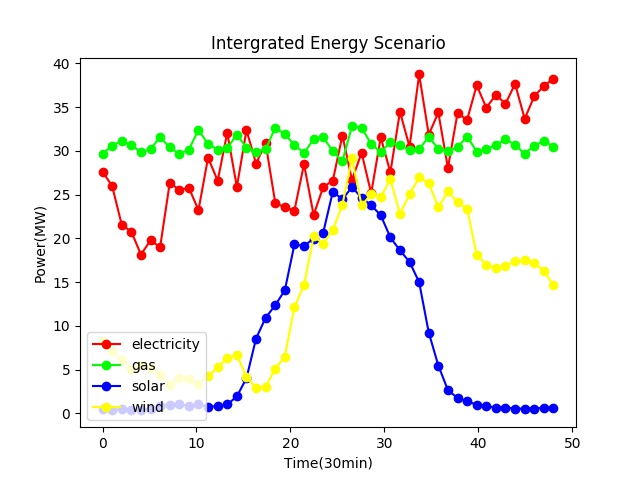 Intergrated Energy Scenario
Power(MW)
40
35
30
25
20
15
10
5
0
electricity
gas
solar
wind
0 10 20 30 40 50
Time(30min)